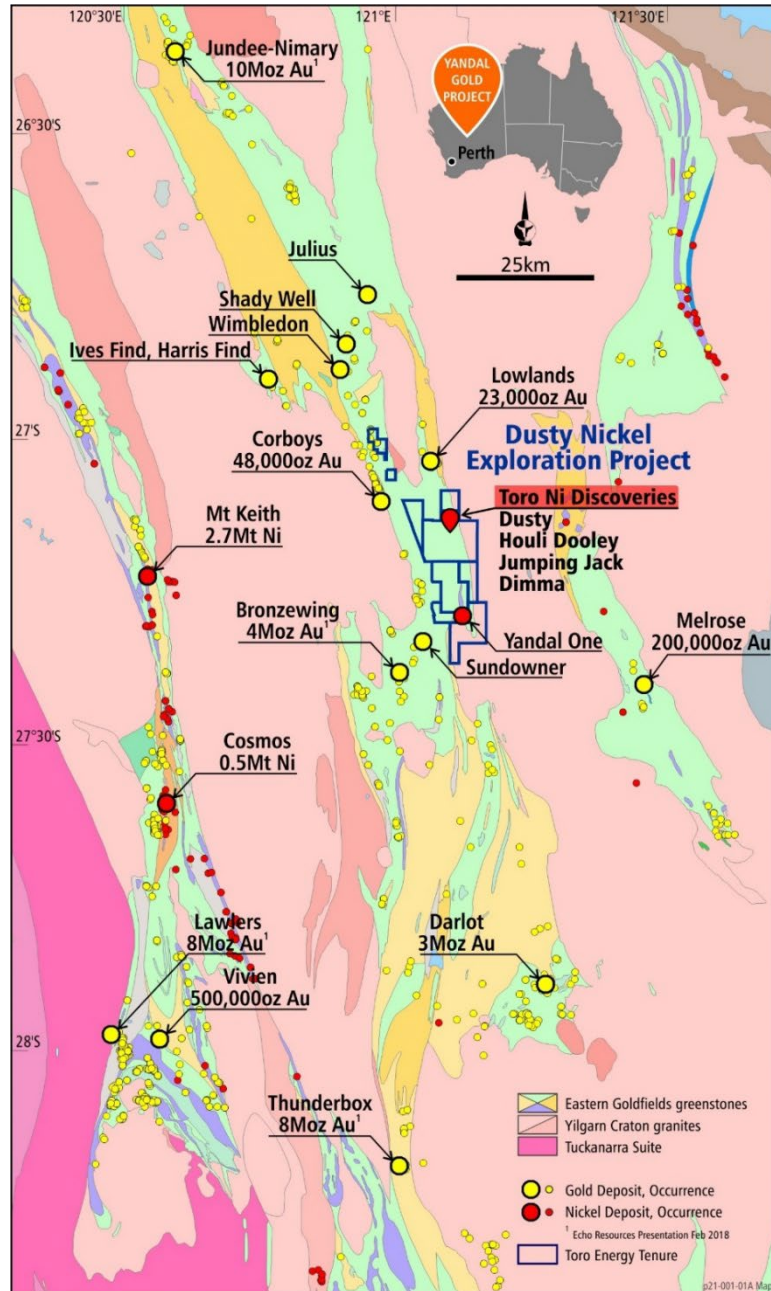 120°30'E
121°E
121°30'E
Jundee-Nimary
10Moz Au¹
YANDAL
GOLD
PROJECT
26°30'S
Perth
25km
Julius
Shady Well
Wimbledon
Ives Find, Harris Find
Lowlands
23,000oz Au
27°S
Corboys
48,000oz Au
Dusty Nickel
Exploration Project
Toro Ni Discoveries
Dusty
Houli Dooley
Jumping Jack
Dimma
Mt Keith
2.7Mt Ni
Bronzewing
4Moz Au¹
Yandal One
Sundowner
Melrose
200,000oz Au
27°30'S
Cosmos
0.5Mt Ni
Lawlers
8Moz Au¹
Vivien
500,000oz Au
Darlot
3Moz Au
28°S
Thunderbox
8Moz Au¹
Eastern Goldfields greenstones
Yilgarn Craton granites
Tuckanarra Suite
Gold Deposit, Occurrence
Nickel Deposit, Occurrence
¹ Echo Resources Presentation Feb 2018
Toro Energy Tenure
p21-001-01A Map